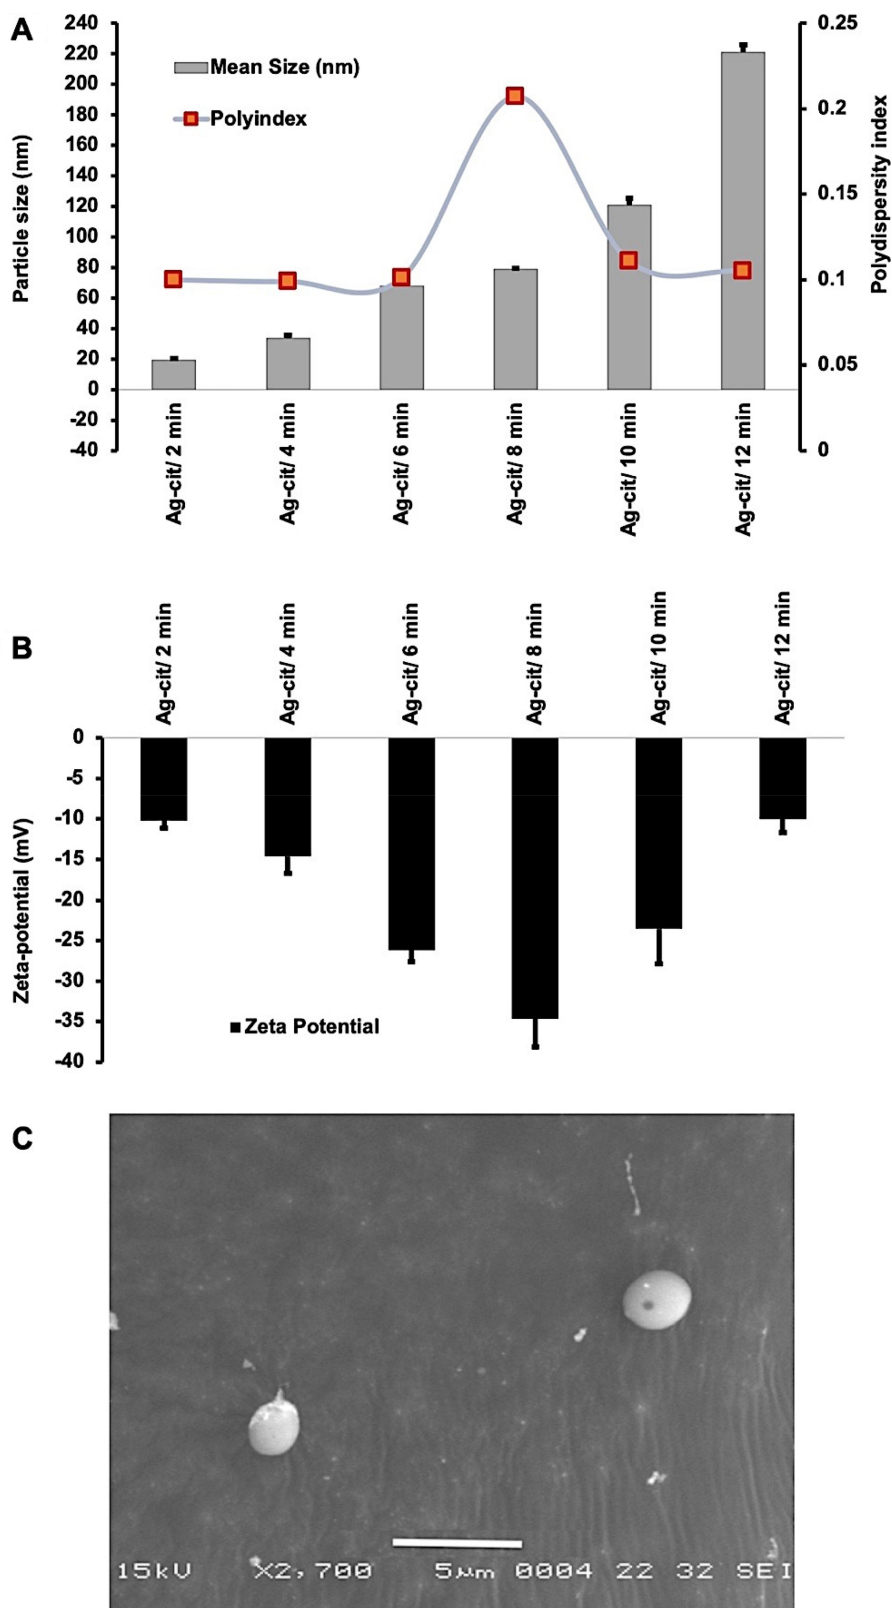 A
Particle size (nm)
240
220
200
180
160
140
120
100
80
60
40
20
0
-20
-40
Mean Size (nm)
Polyindex
0.25
0.2
0.15
0.1
0.05
0
Polydispersity index
Ag-cit/ 2 min
Ag-cit/ 4 min
Ag-cit/ 6 min
Ag-cit/ 8 min
Ag-cit/ 10 min
Ag-cit/ 12 min
B
Ag-cit/ 2 min
Ag-cit/ 4 min
Ag-cit/ 6 min
Ag-cit/ 8 min
Ag-cit/ 10 min
Ag-cit/ 12 min
Zeta-potential (mV)
0
-5
-10
-15
-20
-25
-30
-35
-40
Zeta Potential
C
15kV X2,700 5μm 0004 22 32 SEI